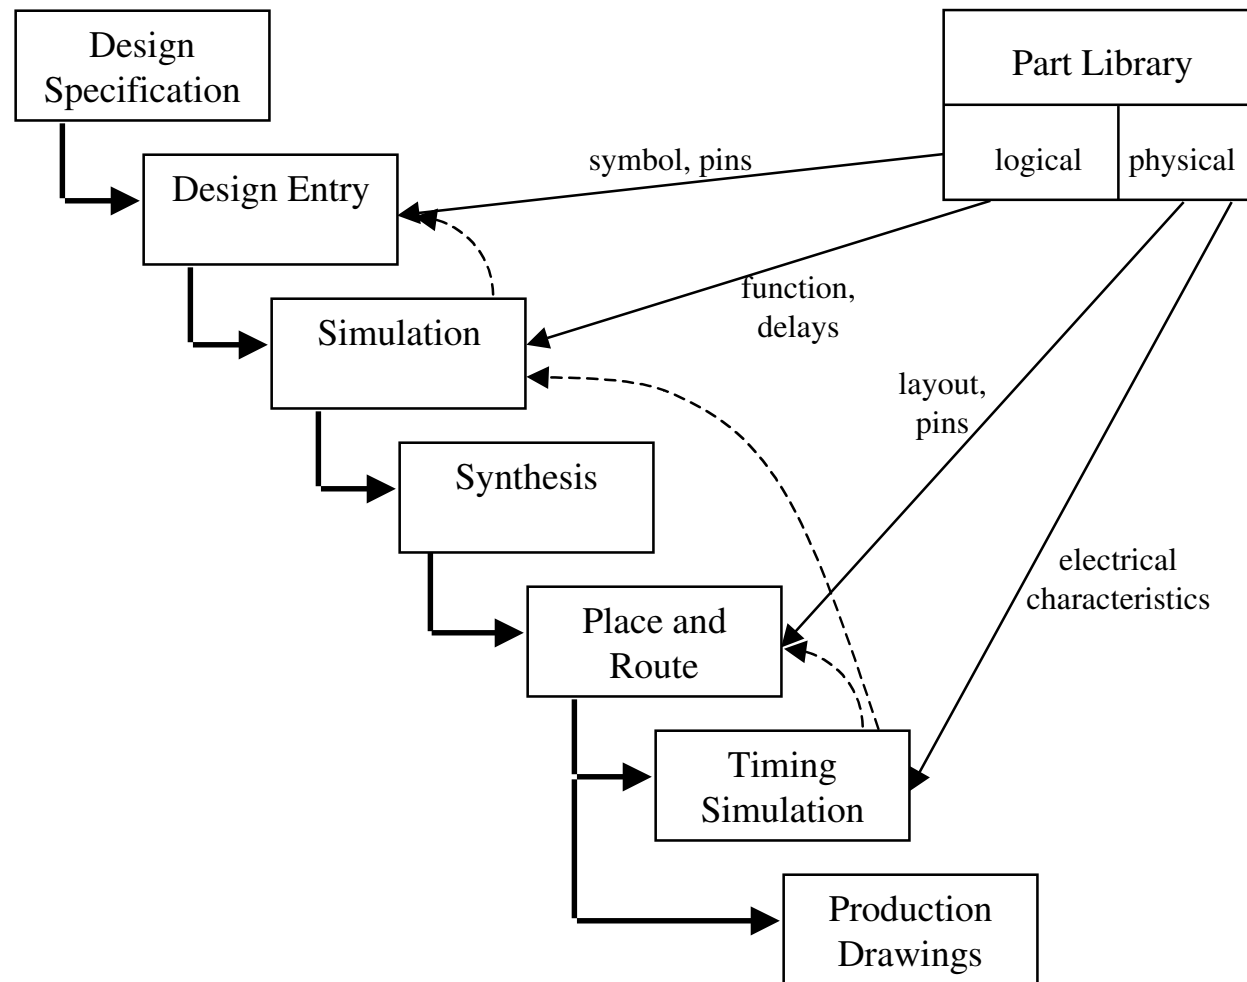 Design
Specification
Part Library
logical
physical
symbol, pins
Design Entry
function,
delays
Simulation
layout,
pins
Synthesis
electrical
characteristics
Place and
Route
Timing
Simulation
Production
Drawings